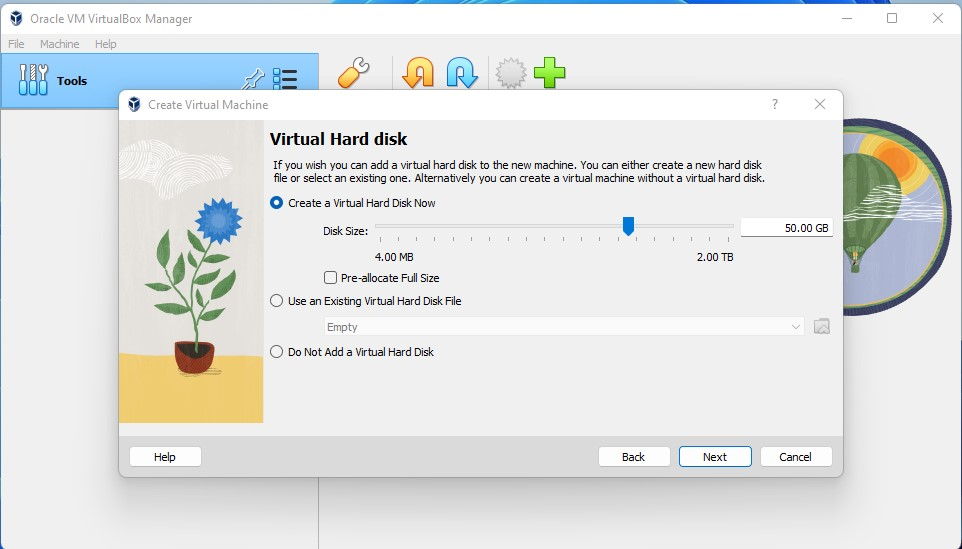 Oracle VM VirtualBox Manager
File Machine Help
Tools
Create Virtual Machine ?
Virtual Hard disk
If you wish you can add a virtual hard disk to the new machine. You can either create a new hard disk
file or select an existing one. Alternatively you can create a virtual machine without a virtual hard disk.
Create a Virtual Hard Disk Now
Disk Size: 50.00 GB
4.00 MB 2.00 TB
Pre-allocate Full Size
Use an Existing Virtual Hard Disk File
Empty
Do Not Add a Virtual Hard Disk
Help Back Next Cancel